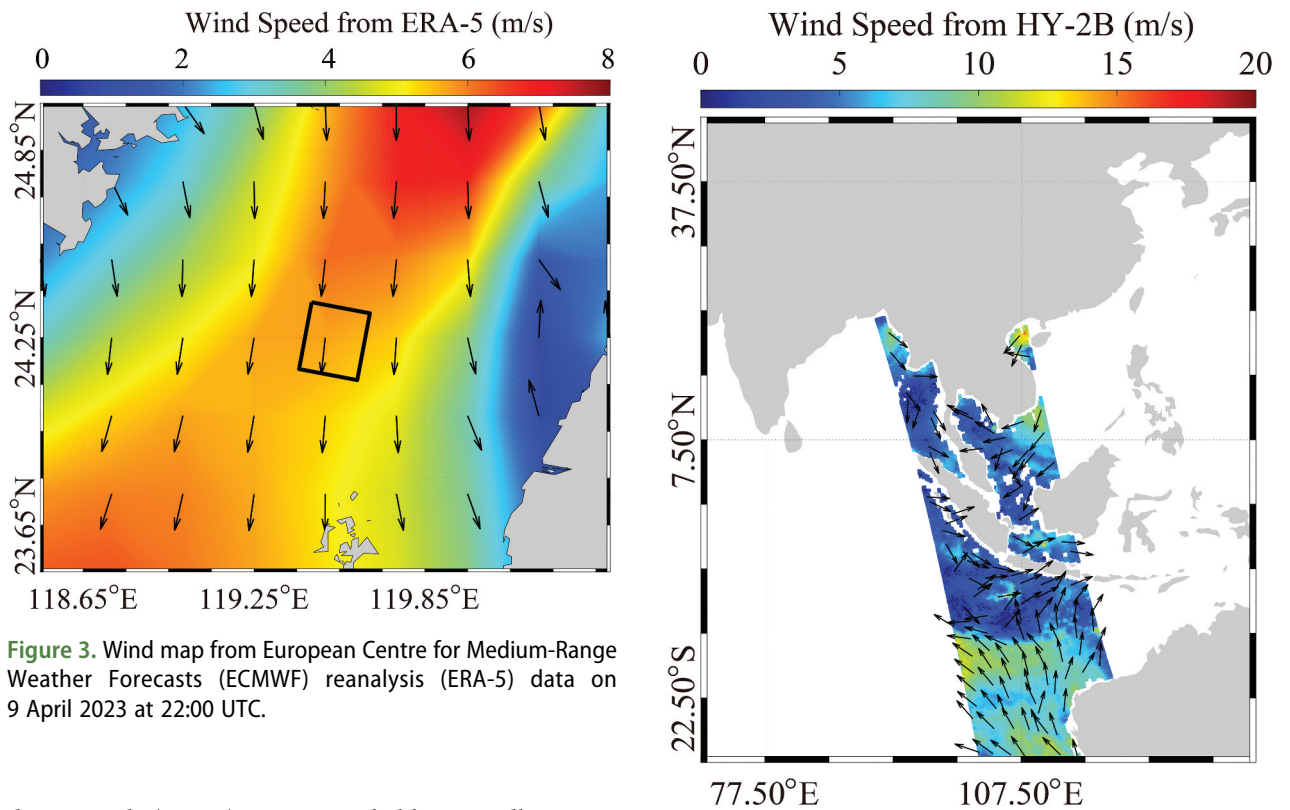 Wind Speed from ERA-5 (m/s)
0 2 4 6 8
24.85°N
24.25°N
23.65°N
118.65°E 119.25°E 119.85°E
Figure 3. Wind map from European Centre for Medium-Range
Weather Forecasts (ECMWF) reanalysis (ERA-5) data on
9 April 2023 at 22:00 UTC.
Wind Speed from HY-2B (m/s)
0 5 10 15 20
37.50°N
7.50°N
22.50°S
77.50°E 107.50°E